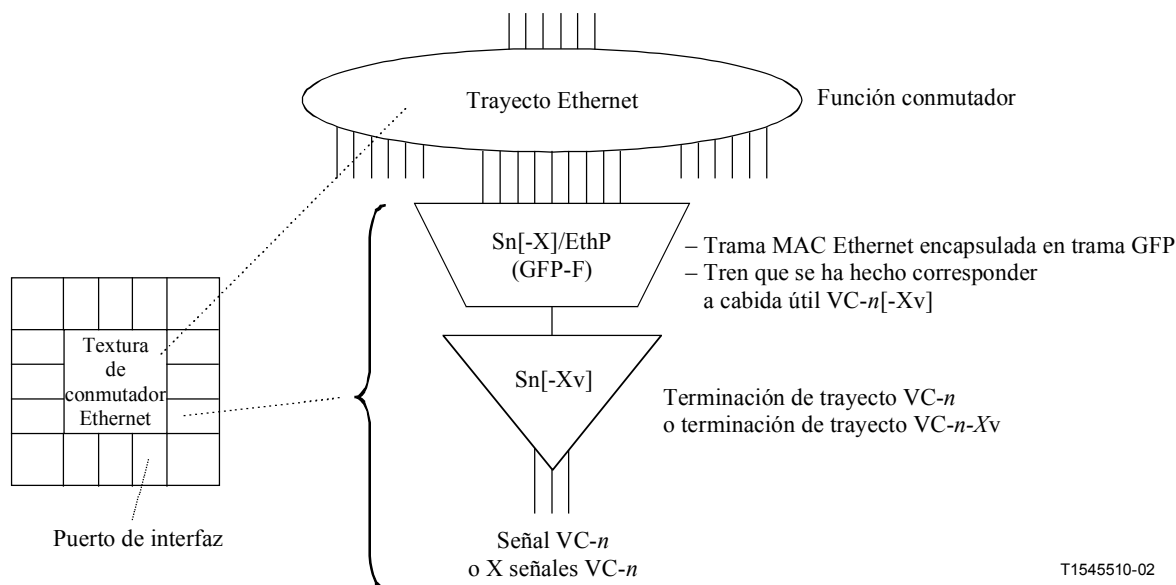 Trayecto Ethernet
Función conmutador
Sn[-X]/EthP
(GFP-F)
– Trama MAC Ethernet encapsulada en trama GFP
– Tren que se ha hecho corresponder
a cabida útil VC-n[-Xv]
Textura
de
conmutador
Ethernet
Sn[-Xv]
Terminación de trayecto VC-n
o terminación de trayecto VC-n-Xv
Puerto de interfaz
Señal VC-n
o X señales VC-n
T1545510-02